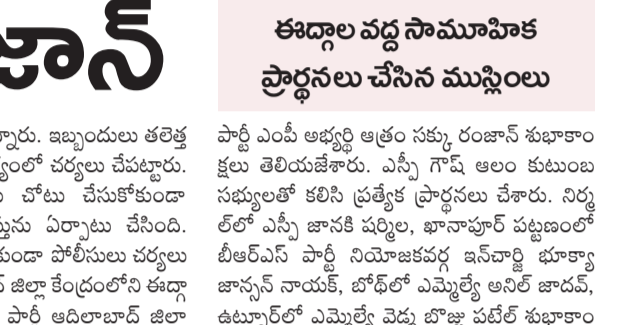 జాన్
ఈద్గాల వద్ద సామూహిక
ప్రార్థనలు చేసిన ముస్లింలు
న్నారు. ఇబ్బందులు తలెత్త
చర్యలు చేపట్టారు.
చోటు చేసుకోకుండా
ఏర్పాటు చేసింది.
కుండా పోలీసులు చర్యలు
జిల్లా కేంద్రంలోని ఈద్గా
పార్టీ ఆదిలాబాద్ జిల్లా
పార్టీ ఎంపీ అభ్యర్థి ఆత్రం సక్కు రంజాన్ శుభాకాం
క్షలు తెలియజేశారు. ఎస్పీ గౌష్ ఆలం కుటుంబ
సభ్యులతో కలిసి ప్రత్యేక ప్రార్థనలు చేశారు. నిర్మ
ల్‌లో ఎస్పీ జానకి షర్మిల, ఖానాపూర్ పట్టణంలో
బీఆర్ఎస్ పార్టీ నియోజకవర్గ ఇన్‌చార్జి భూక్యా
జాన్సన్ నాయక్, బోథ్‌లో ఎమ్మెల్యే అనిల్ జాదవ్,
ఉట్నూర్‌లో ఎమ్మెల్యే వెడ్మ బొజ్జు పటేల్ శుభాకాం